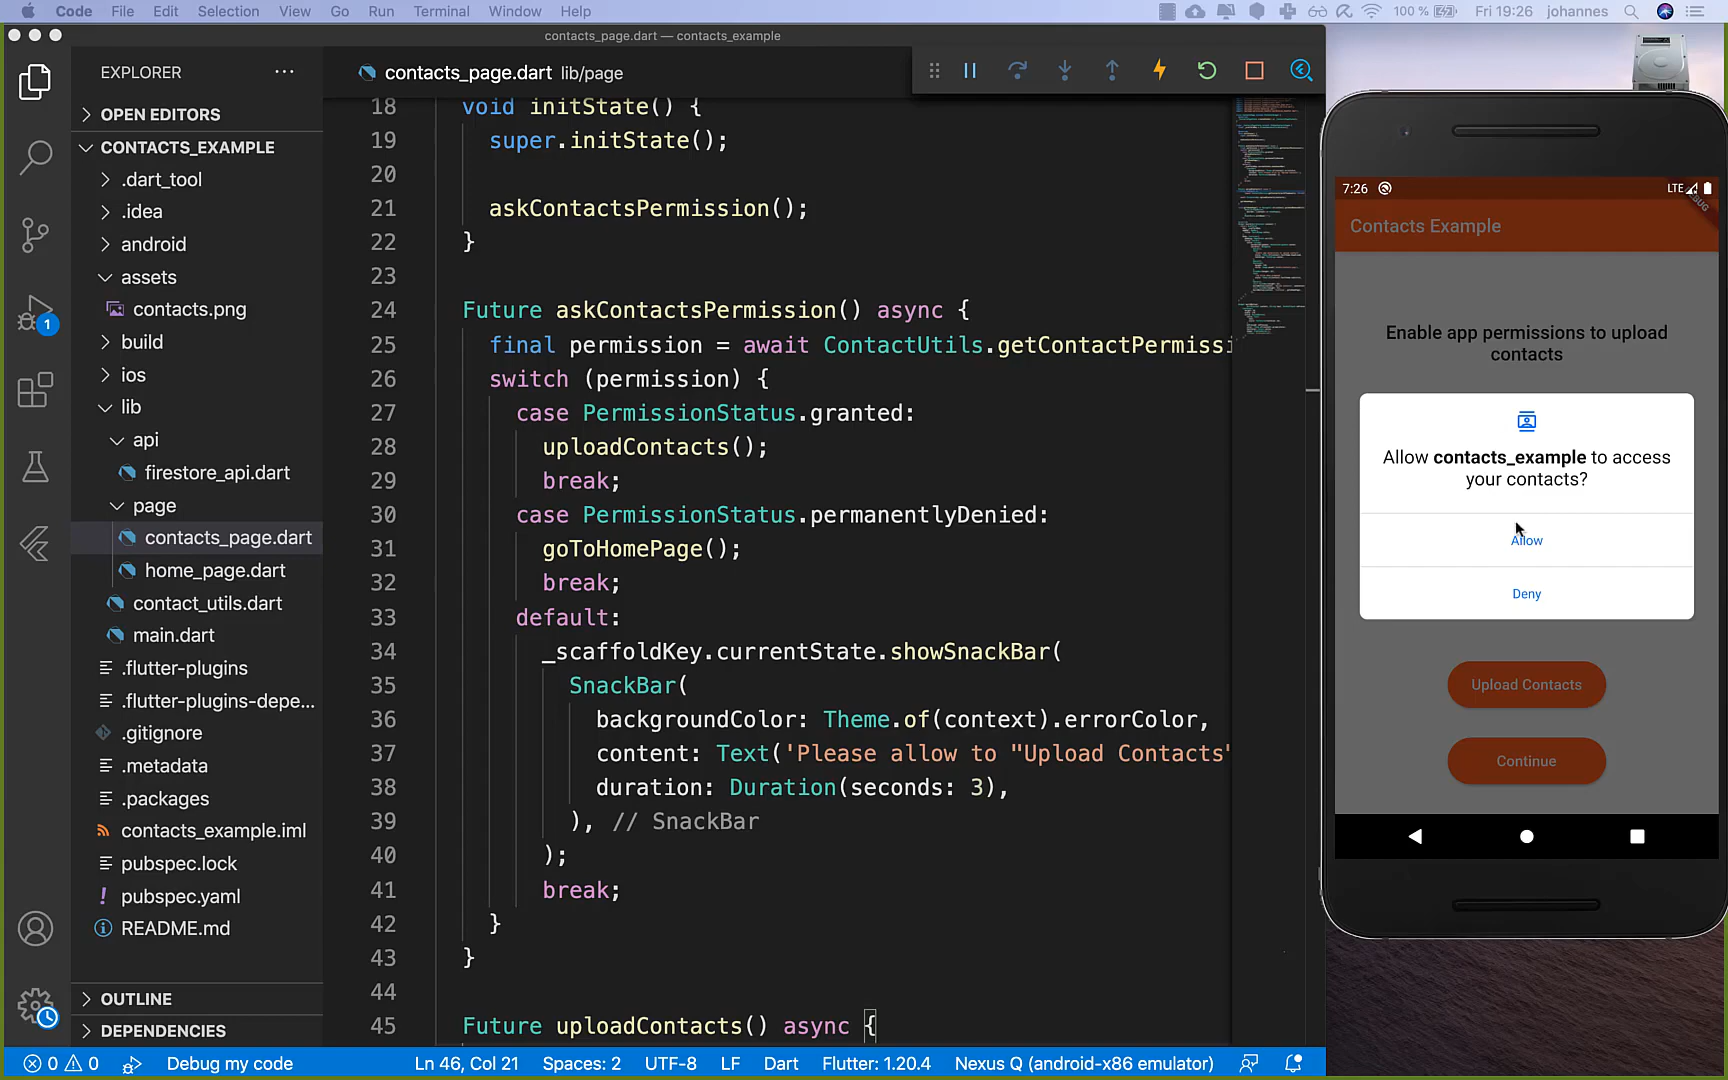 Code File Edit Selection View Go Run Terminal Window Help 100 % Fri 19:26 johannes
contacts_page.dart — contacts_example
EXPLORER
OPEN EDITORS
CONTACTS_EXAMPLE
.dart_tool
.idea
android
assets
contacts.png
build
ios
lib
api
firestore_api.dart
page
contacts_page.dart
home_page.dart
contact_utils.dart
main.dart
.flutter-plugins
.flutter-plugins-depe...
.gitignore
.metadata
.packages
contacts_example.iml
pubspec.lock
pubspec.yaml
README.md
OUTLINE
DEPENDENCIES
1
contacts_page.dart lib/page
18 void initState() {
19 super.initState();
20
21 askContactsPermission();
22 }
23
24 Future askContactsPermission() async {
25 final permission = await ContactUtils.getContactPermissi
26 switch (permission) {
27 case PermissionStatus.granted:
28 uploadContacts();
29 break;
30 case PermissionStatus.permanentlyDenied:
31 goToHomePage();
32 break;
33 default:
34 _scaffoldKey.currentState.showSnackBar(
35 SnackBar(
36 backgroundColor: Theme.of(context).errorColor,
37 content: Text('Please allow to "Upload Contacts"
38 duration: Duration(seconds: 3),
39 ), // SnackBar
40 );
41 break;
42 }
43 }
44
45 Future uploadContacts() async {
7:26 LTE
DEBUG
Contacts Example
Enable app permissions to upload
contacts
Allow contacts_example to access
your contacts?
Allow
Deny
Upload Contacts
Continue
0 0 Debug my code Ln 46, Col 21 Spaces: 2 UTF-8 LF Dart Flutter: 1.20.4 Nexus Q (android-x86 emulator)